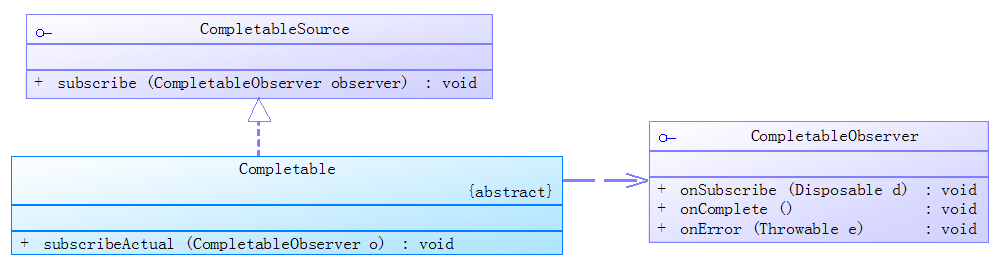 CompletableSource
+ subscribe (CompletableObserver observer) : void
Completable
{abstract}
+ subscribeActual (CompletableObserver o) : void
CompletableObserver
+ onSubscribe (Disposable d) : void
+ onComplete () : void
+ onError (Throwable e) : void